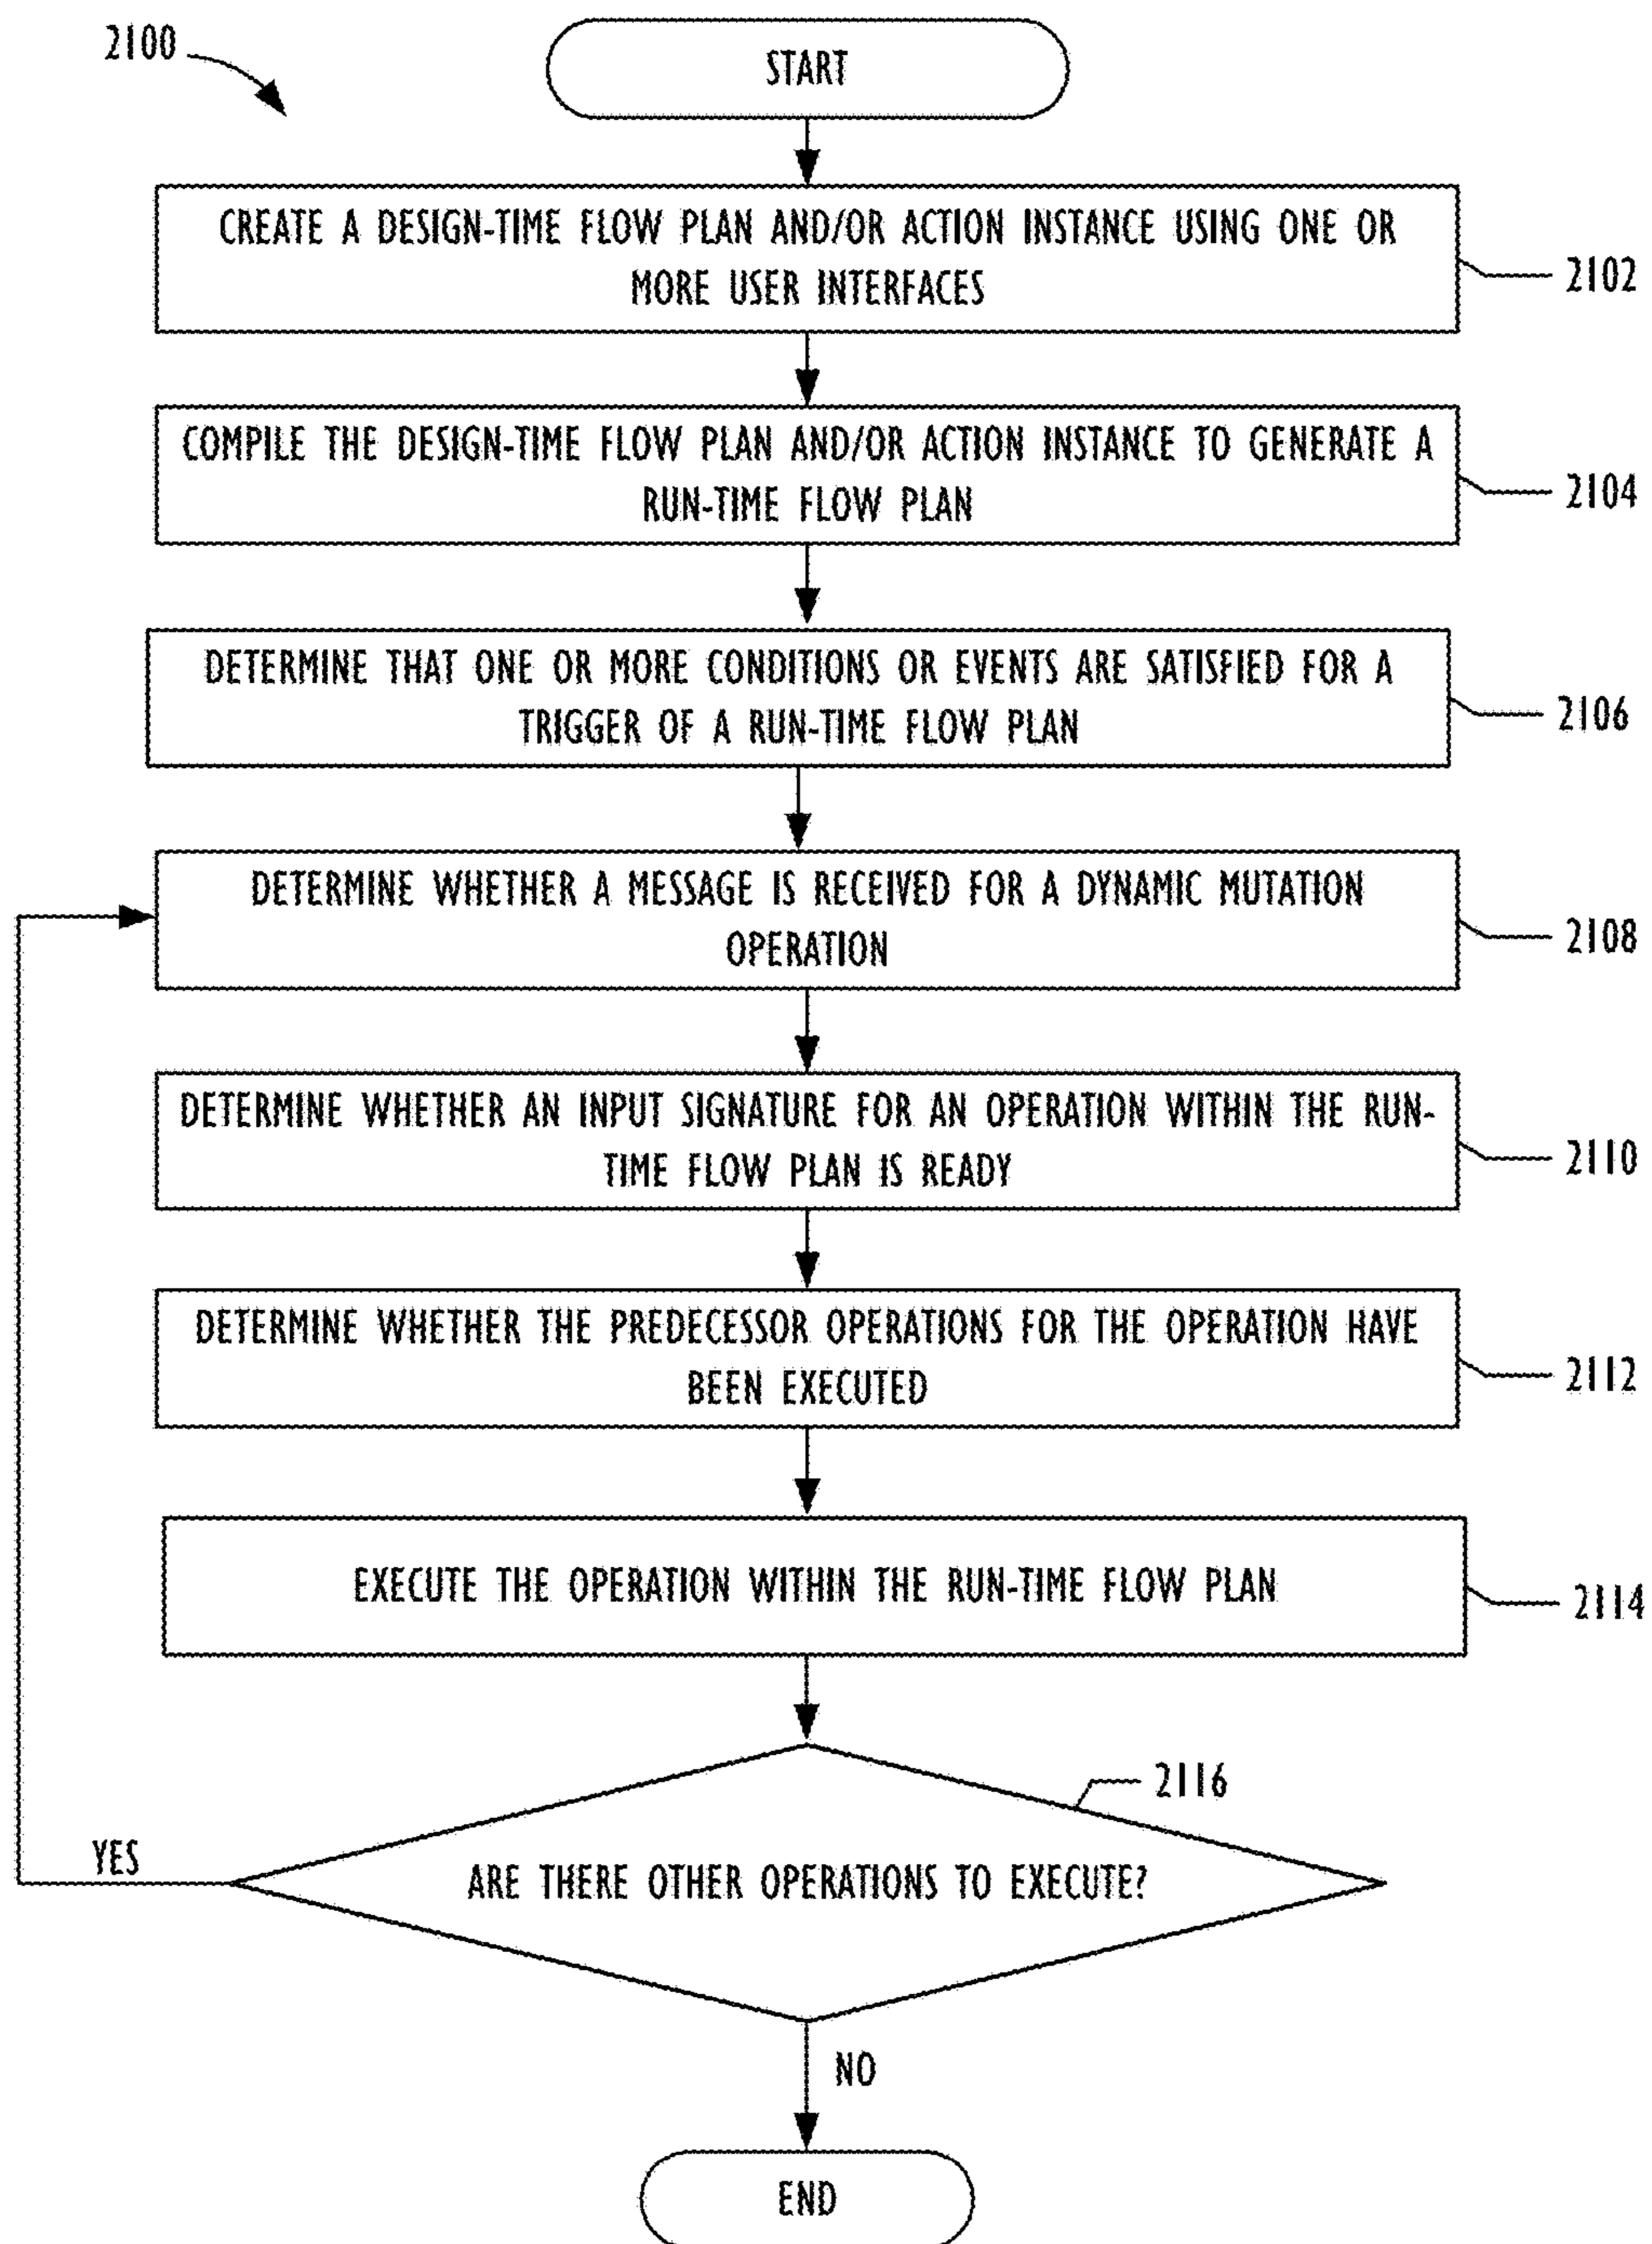 2100
START
CREATE A DESIGN-TIME FLOW PLAN AND/OR ACTION INSTANCE USING ONE OR
MORE USER INTERFACES
2102
COMPILE THE DESIGN-TIME FLOW PLAN AND/OR ACTION INSTANCE TO GENERATE A
RUN-TIME FLOW PLAN
2104
DETERMINE THAT ONE OR MORE CONDITIONS OR EVENTS ARE SATISFIED FOR A
TRIGGER OF A RUN-TIME FLOW PLAN
2106
DETERMINE WHETHER A MESSAGE IS RECEIVED FOR A DYNAMIC MUTATION
OPERATION
2108
DETERMINE WHETHER AN INPUT SIGNATURE FOR AN OPERATION WITHIN THE RUN-
TIME FLOW PLAN IS READY
2110
DETERMINE WHETHER THE PREDECESSOR OPERATIONS FOR THE OPERATION HAVE
BEEN EXECUTED
2112
EXECUTE THE OPERATION WITHIN THE RUN-TIME FLOW PLAN
2114
2116
YES
ARE THERE OTHER OPERATIONS TO EXECUTE?
NO
END